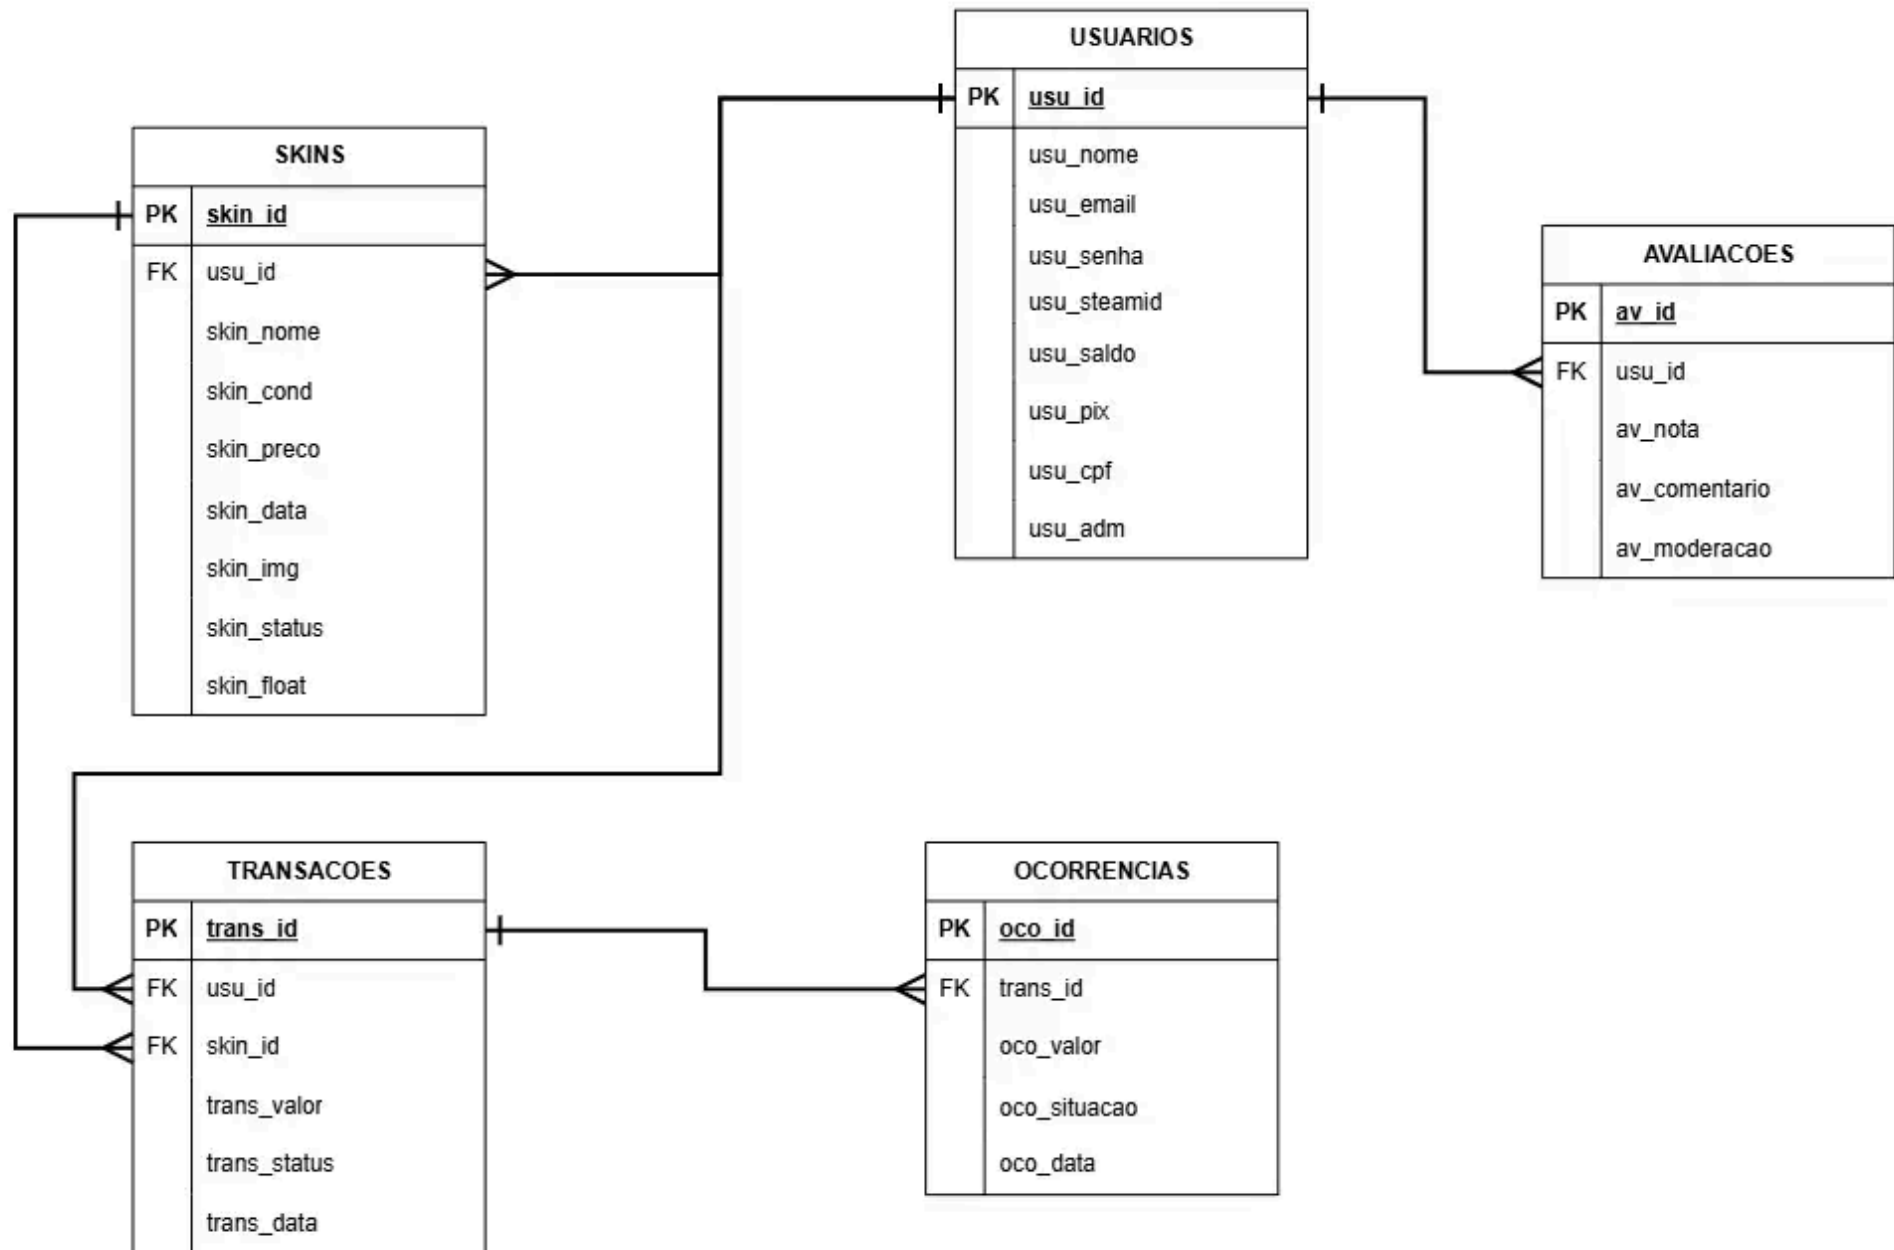 USUARIOS
PK usu_id
usu_nome
usu_email
usu_senha
usu_steamid
usu_saldo
usu_pix
usu_cpf
usu_adm
SKINS
PK skin_id
FK usu_id
skin_nome
skin_cond
skin_preco
skin_data
skin_img
skin_status
skin_float
AVALIACOES
PK av_id
FK usu_id
av_nota
av_comentario
av_moderacao
TRANSACOES
PK trans_id
FK usu_id
FK skin_id
trans_valor
trans_status
trans_data
OCORRENCIAS
PK oco_id
FK trans_id
oco_valor
oco_situacao
oco_data